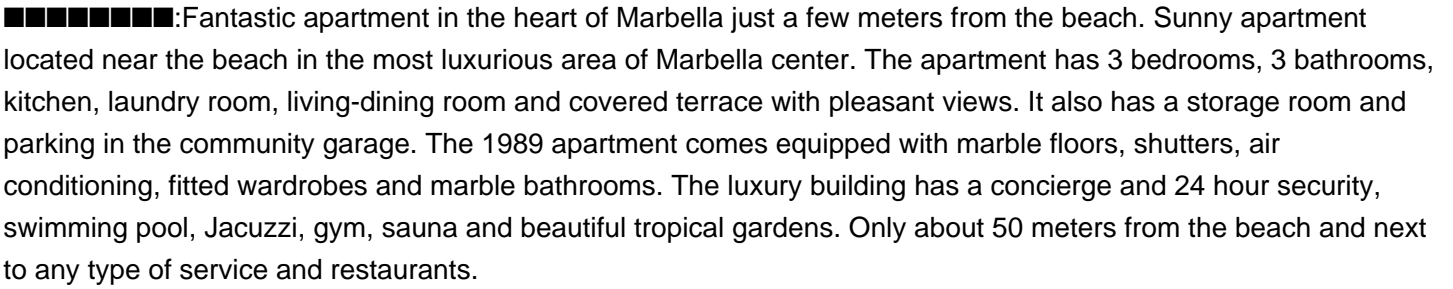 ■■■■■■■■:Fantastic apartment in the heart of Marbella just a few meters from the beach. Sunny apartment
located near the beach in the most luxurious area of Marbella center. The apartment has 3 bedrooms, 3 bathrooms,
kitchen, laundry room, living-dining room and covered terrace with pleasant views. It also has a storage room and
parking in the community garage. The 1989 apartment comes equipped with marble floors, shutters, air
conditioning, fitted wardrobes and marble bathrooms. The luxury building has a concierge and 24 hour security,
swimming pool, Jacuzzi, gym, sauna and beautiful tropical gardens. Only about 50 meters from the beach and next
to any type of service and restaurants.